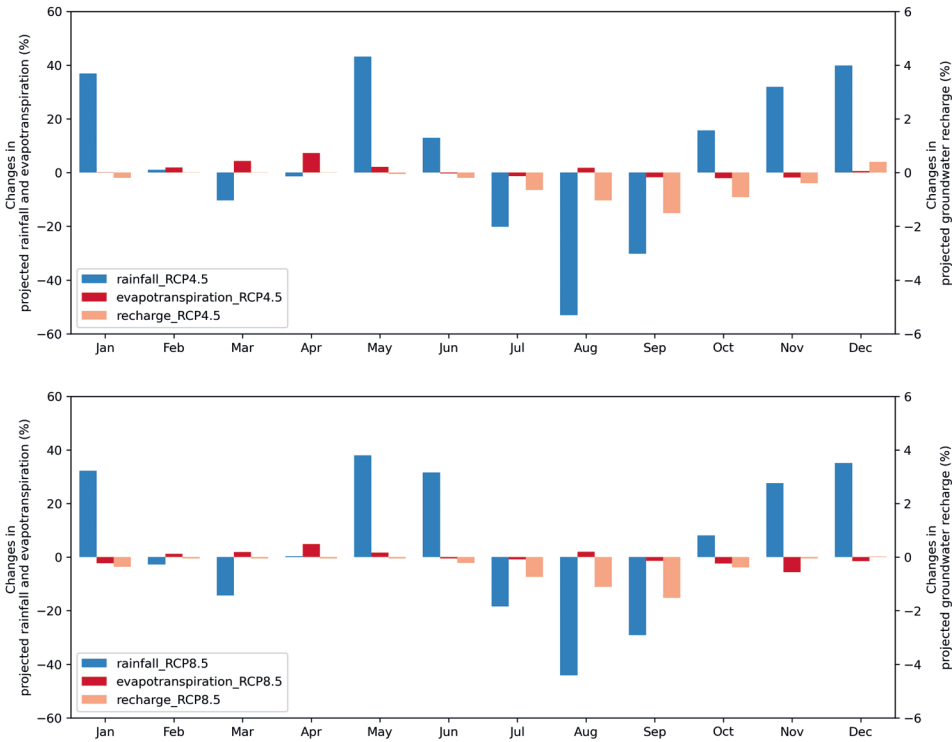 Changes in
projected rainfall and evapotranspiration (%)
60
40
20
0
−20
−40
−60
rainfall_RCP4.5
evapotranspiration_RCP4.5
recharge_RCP4.5
Jan Feb Mar Apr May Jun Jul Aug Sep Oct Nov Dec
6
4
2
0
−2
−4
−6
Changes in
projected groundwater recharge (%)
Changes in
projected rainfall and evapotranspiration (%)
60
40
20
0
−20
−40
−60
rainfall_RCP8.5
evapotranspiration_RCP8.5
recharge_RCP8.5
Jan Feb Mar Apr May Jun Jul Aug Sep Oct Nov Dec
6
4
2
0
−2
−4
−6
Changes in
projected groundwater recharge (%)